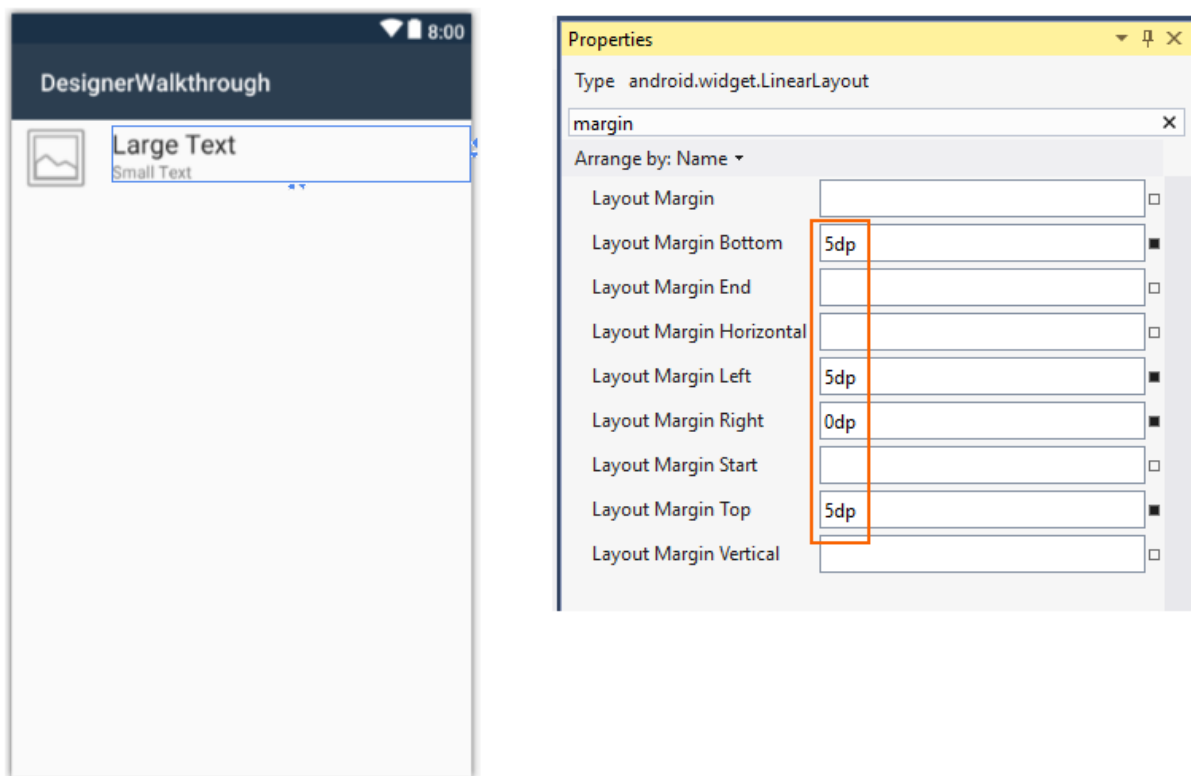 8:00
DesignerWalkthrough
Large Text
Small Text
Properties
Type android.widget.LinearLayout
margin
Arrange by: Name
Layout Margin
Layout Margin Bottom 5dp
Layout Margin End
Layout Margin Horizontal
Layout Margin Left 5dp
Layout Margin Right 0dp
Layout Margin Start
Layout Margin Top 5dp
Layout Margin Vertical